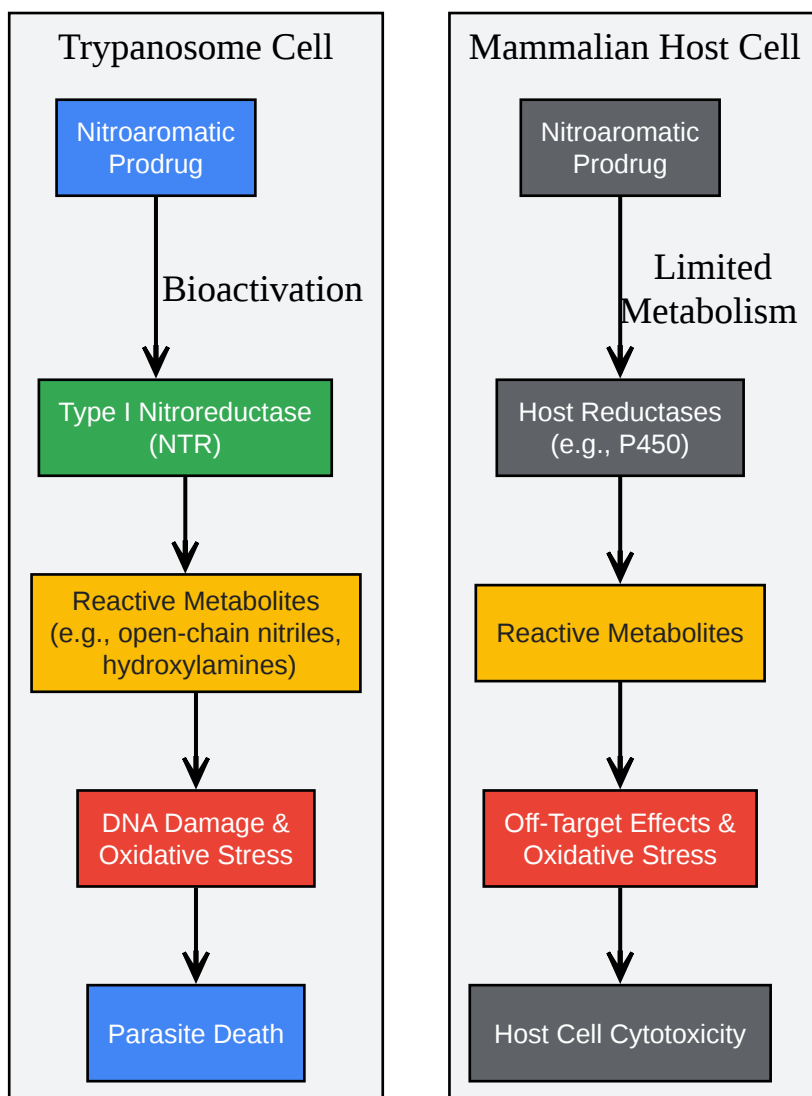 Trypanosome Cell
Nitroaromatic
Prodrug
Bioactivation
Type I Nitroreductase
(NTR)
Reactive Metabolites
(e.g., open-chain nitriles,
hydroxylamines)
DNA Damage &
Oxidative Stress
Parasite Death
Mammalian Host Cell
Nitroaromatic
Prodrug
Limited
Metabolism
Host Reductases
(e.g., P450)
Reactive Metabolites
Off-Target Effects &
Oxidative Stress
Host Cell Cytotoxicity